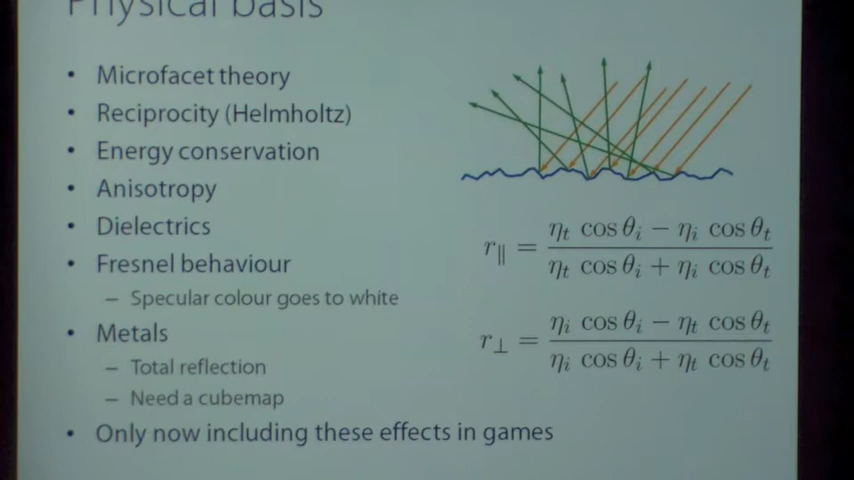 Physical basis
• Microfacet theory
• Reciprocity (Helmholtz)
• Energy conservation
• Anisotropy
• Dielectrics
• Fresnel behaviour
– Specular colour goes to white
• Metals
– Total reflection
– Need a cubemap
• Only now including these effects in games
r∥ = (ηt cos θi − ηi cos θt) / (ηt cos θi + ηi cos θt)
r⊥ = (ηi cos θi − ηt cos θt) / (ηi cos θi + ηt cos θt)